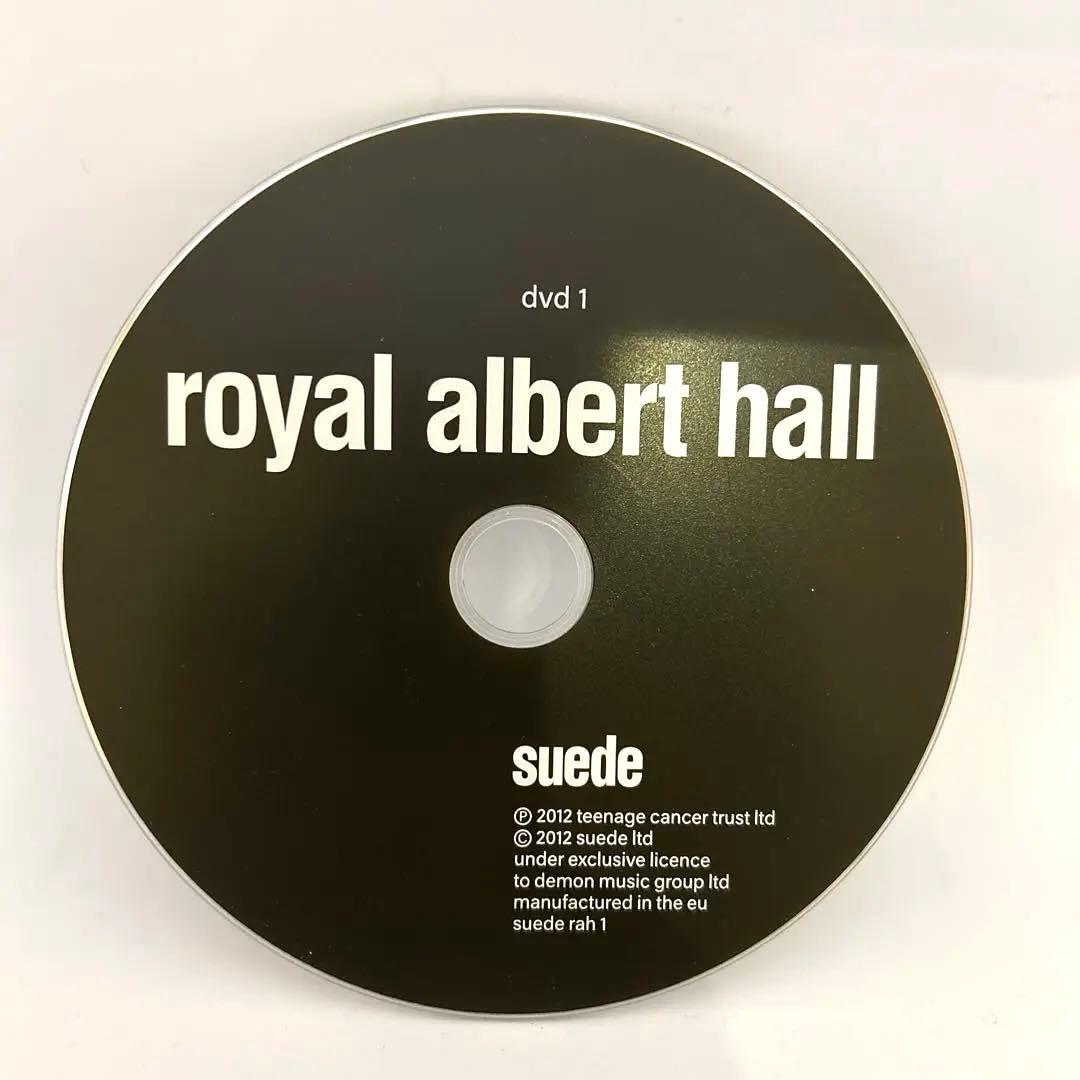 dvd 1
royal albert hall
suede
℗ 2012 teenage cancer trust ltd
© 2012 suede ltd
under exclusive licence
to demon music group ltd
manufactured in the eu
suede rah 1